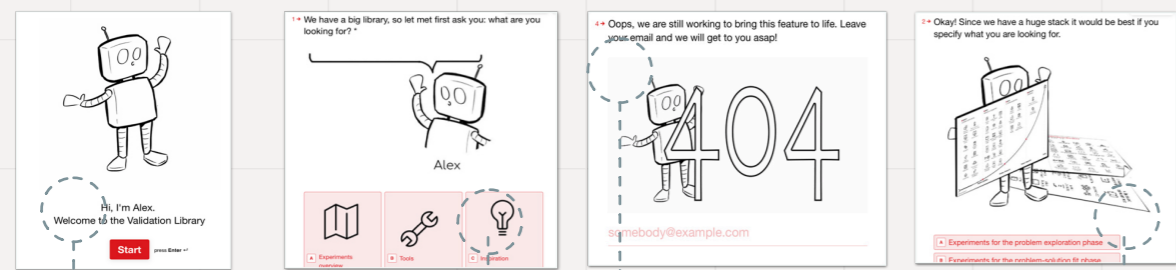 Hi, I'm Alex.
Welcome to the Validation Library
Start press Enter ↵
1→ We have a big library, so let met first ask you: what are you
looking for? *
Alex
A Experiments
overview
B Tools
C Inspiration
4→ Oops, we are still working to bring this feature to life. Leave
your email and we will get to you asap!
404
somebody@example.com
2→ Okay! Since we have a huge stack it would be best if you
specify what you are looking for.
A Experiments for the problem exploration phase
B Experiments for the problem-solution fit phase